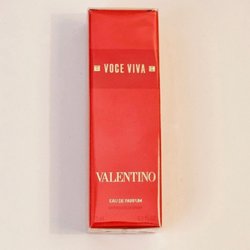 VOCE VIVA
VALENTINO
EAU DE PARFUM